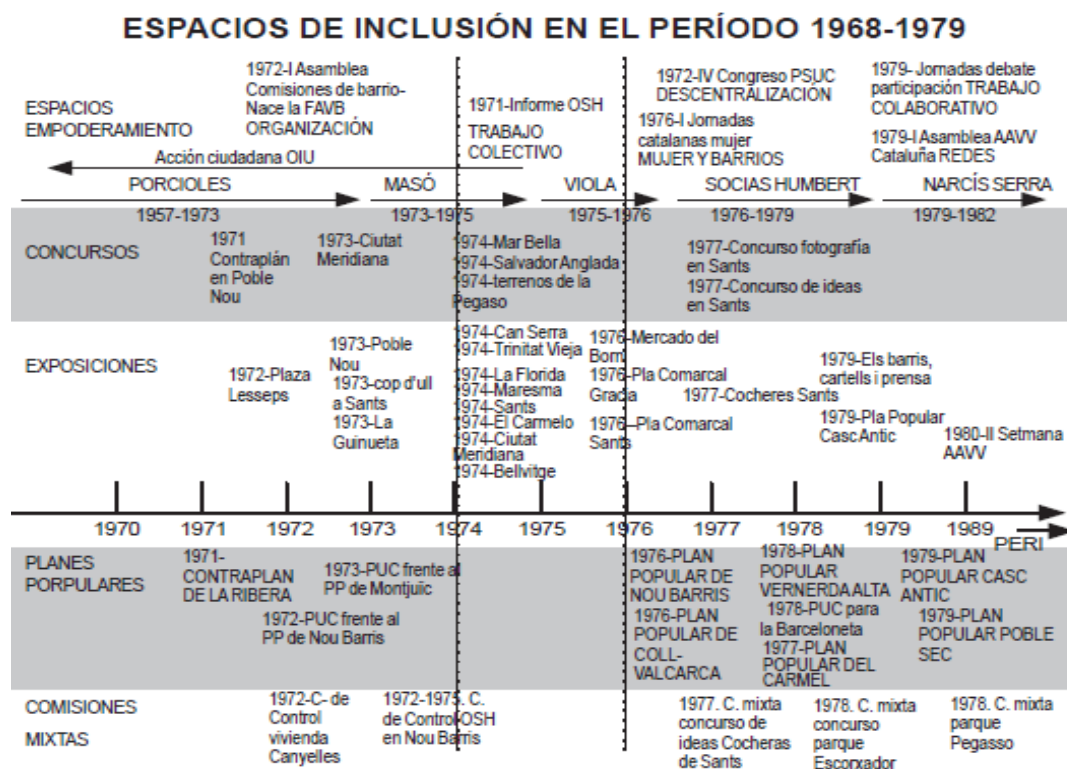 ESPACIOS DE INCLUSIÓN EN EL PERÍODO 1968-1979
ESPACIOS
EMPODERAMIENTO
1972-I Asamblea
Comisiones de barrio-
Nace la FAVB
ORGANIZACIÓN
1971-Informe OSH
TRABAJO
COLECTIVO
1972-IV Congreso PSUC
DESCENTRALIZACIÓN
1976-I Jornadas
catalanas mujer
MUJER Y BARRIOS
1979- Jornadas debate
participación TRABAJO
COLABORATIVO
1979-I Asamblea AAVV
Cataluña REDES
Acción ciudadana OIU
PORCIOLES
MASÓ
VIOLA
SOCIAS HUMBERT
NARCÍS SERRA
1957-1973
1973-1975
1975-1976
1976-1979
1979-1982
CONCURSOS
1971
Contraplán
en Poble
Nou
1973-Ciutat
Meridiana
1974-Mar Bella
1974-Salvador Anglada
1974-terrenos de la
Pegaso
1977-Concurso fotografía
en Sants
1977-Concurso de ideas
en Sants
EXPOSICIONES
1972-Plaza
Lesseps
1973-Poble
Nou
1973-cop d'ull
a Sants
1973-La
Guinueta
1974-Can Serra
1974-Trinitat Vieja
1974-La Florida
1974-Maresma
1974-Sants
1974-El Carmelo
1974-Ciutat
Meridiana
1974-Bellvitge
1976-Mercado del
Born
1976-Pla Comarcal
Gracia
1976-Pla Comarcal
Sants
1977-Cocheres Sants
1979-Els barris,
cartells i prensa
1979-Pla Popular
Casc Antic
1980-II Setmana
AAVV
1970
1971
1972
1973
1974
1975
1976
1977
1978
1979
1989
PERI
PLANES
PORPULARES
1971-
CONTRAPLAN
DE LA RIBERA
1972-PUC frente al
PP de Nou Barris
1973-PUC frente al
PP de Montjuïc
1976-PLAN
POPULAR DE
NOU BARRIS
1976-PLAN
POPULAR DE
COLL-
VALCARCA
1978-PLAN
POPULAR
VERNERDA ALTA
1978-PUC para
la Barceloneta
1977-PLAN
POPULAR DEL
CARMEL
1979-PLAN
POPULAR CASC
ANTIC
1979-PLAN
POPULAR POBLE
SEC
COMISIONES
MIXTAS
1972-C- de
Control
vivienda
Canyelles
1972-1975. C.
de Control OSH
en Nou Barris
1977. C. mixta
concurso de
ideas Cocheras
de Sants
1978. C. mixta
concurso
parque
Escorxador
1978. C. mixta
parque
Pegasso